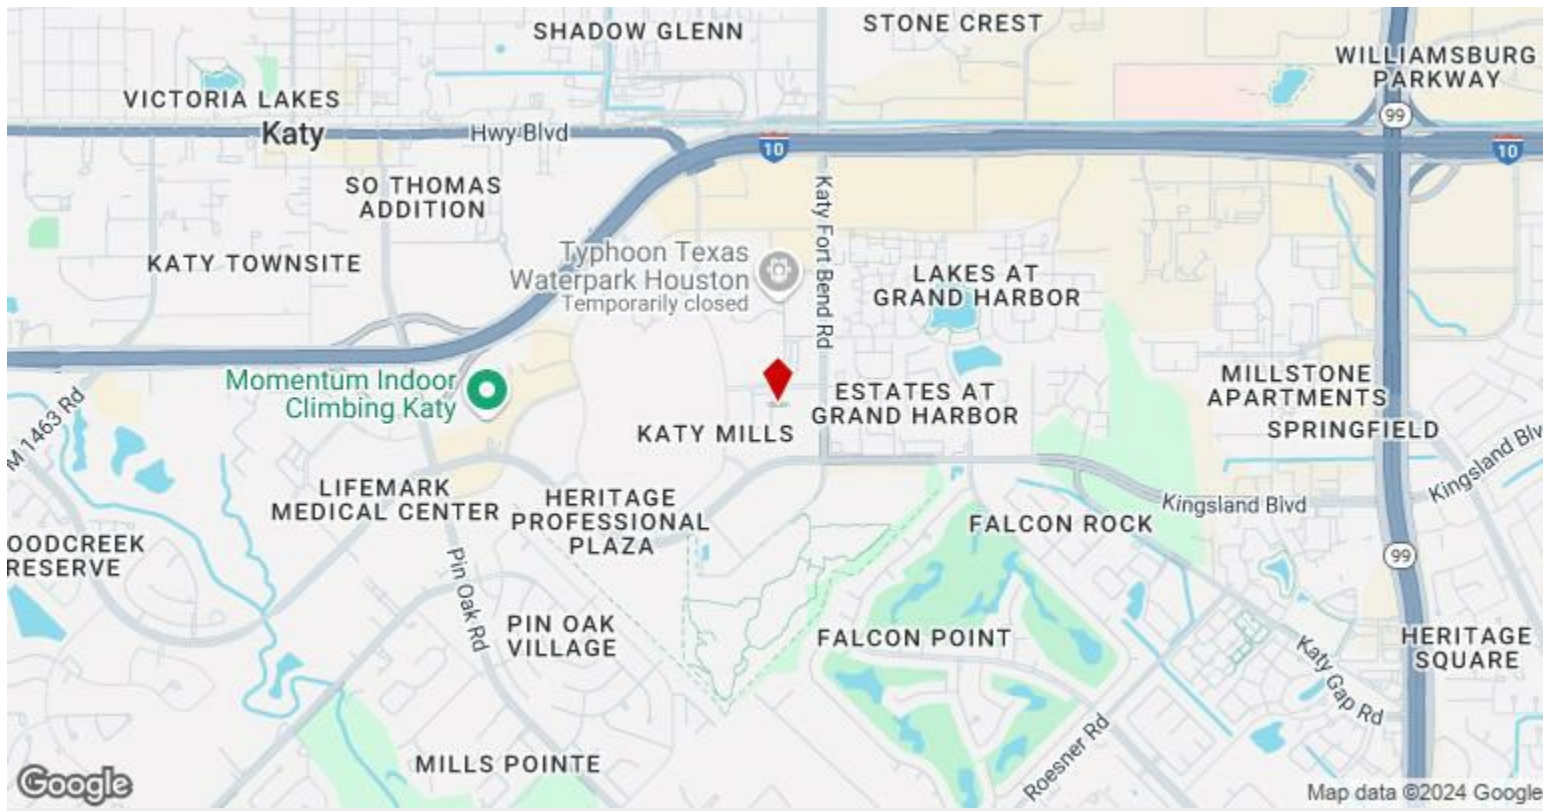 SHADOW GLENN
STONE CREST
WILLIAMSBURG
PARKWAY
VICTORIA LAKES
99
Katy
Hwy Blvd
10
10
SO THOMAS
ADDITION
Katy Fort Bend Rd
KATY TOWNSITE
Typhoon Texas
Waterpark Houston
Temporarily closed
LAKES AT
GRAND HARBOR
Momentum Indoor
Climbing Katy
ESTATES AT
GRAND HARBOR
MILLSTONE
APARTMENTS
SPRINGFIELD
M 1463 Rd
KATY MILLS
Kingsland Blv
LIFEMARK
MEDICAL CENTER
HERITAGE
PROFESSIONAL
PLAZA
Kingsland Blvd
FALCON ROCK
OODCREEK
RESERVE
99
Pin Oak Rd
PIN OAK
VILLAGE
FALCON POINT
HERITAGE
SQUARE
Katy Gap Rd
Roesner Rd
MILLS POINTE
Google
Map data ©2024 Google